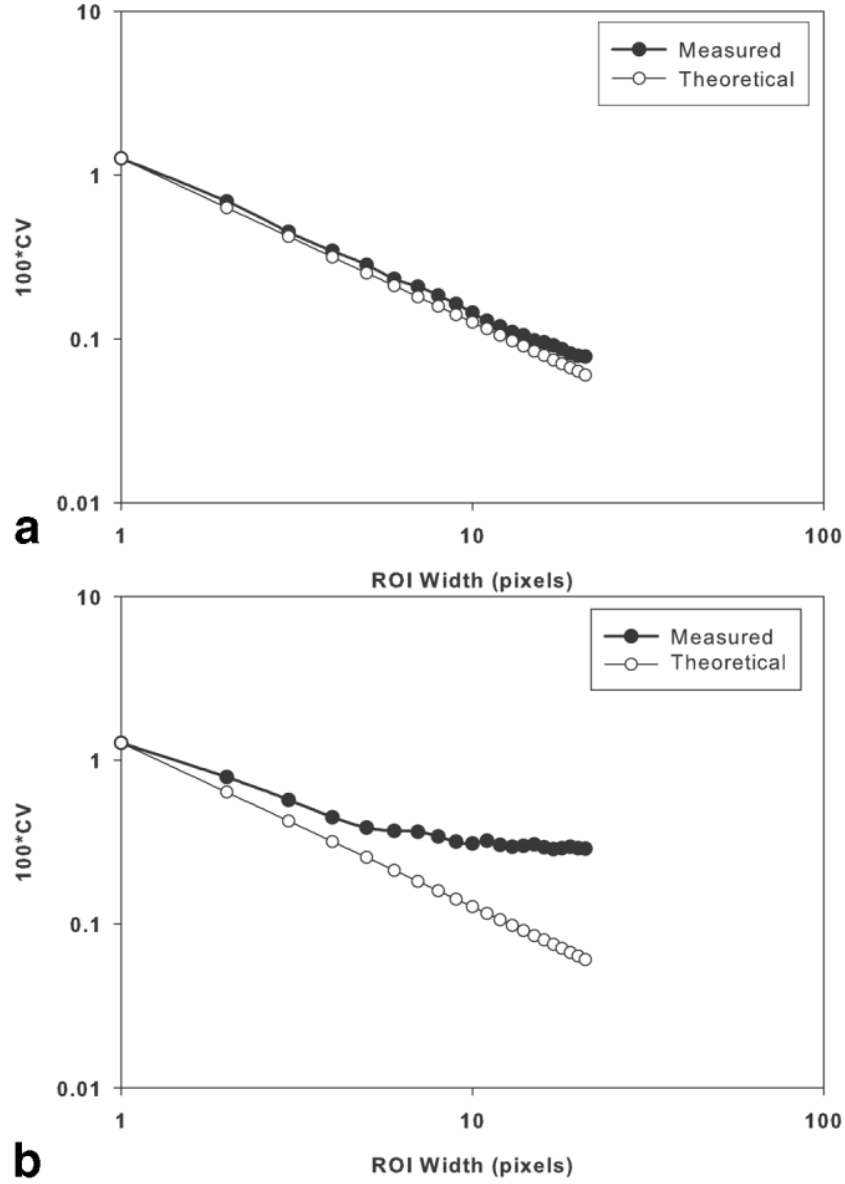 10
Measured
Theoretical
1
100*CV
0.1
0.01
a
1
10
100
ROI Width (pixels)
10
Measured
Theoretical
1
100*CV
0.1
0.01
1
10
100
b
ROI Width (pixels)